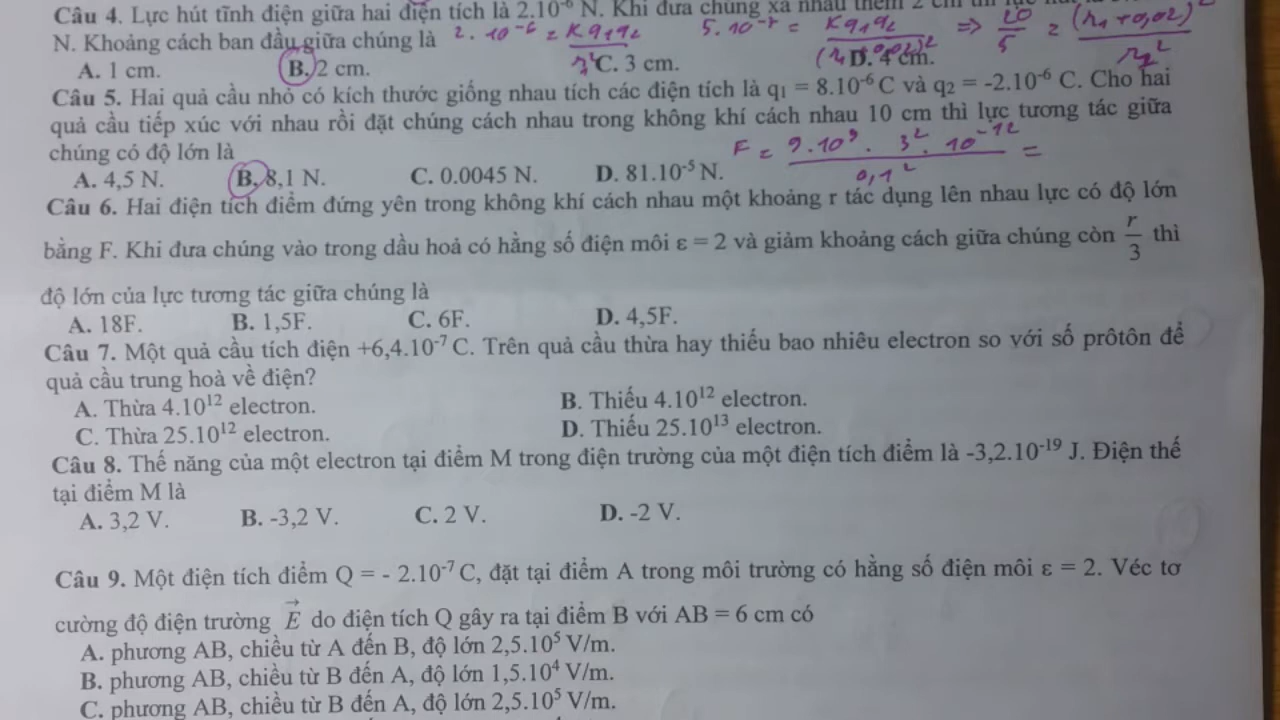 Câu 4. Lực hút tĩnh điện giữa hai điện tích là 2.10⁻⁶ N. Khi đưa chúng xa nhau thêm 2 cm thì lực hút
N. Khoảng cách ban đầu giữa chúng là 2.10⁻⁶ = Kq₁q₂ 5.10⁻⁷ = Kq₁q₂ / (r₁+0,02)² => 20/5 = (r₁+0,02)²
A. 1 cm. B. 2 cm. C. 3 cm. D. 4 cm.
Câu 5. Hai quả cầu nhỏ có kích thước giống nhau tích các điện tích là q₁ = 8.10⁻⁶ C và q₂ = -2.10⁻⁶ C. Cho hai
quả cầu tiếp xúc với nhau rồi đặt chúng cách nhau trong không khí cách nhau 10 cm thì lực tương tác giữa
chúng có độ lớn là F = 9.10⁹. 3². 10⁻¹² / 0,1² =
A. 4,5 N. B. 8,1 N. C. 0.0045 N. D. 81.10⁻⁵ N.
Câu 6. Hai điện tích điểm đứng yên trong không khí cách nhau một khoảng r tác dụng lên nhau lực có độ lớn
bằng F. Khi đưa chúng vào trong dầu hoả có hằng số điện môi ε = 2 và giảm khoảng cách giữa chúng còn r/3 thì
độ lớn của lực tương tác giữa chúng là
A. 18F. B. 1,5F. C. 6F. D. 4,5F.
Câu 7. Một quả cầu tích điện +6,4.10⁻⁷ C. Trên quả cầu thừa hay thiếu bao nhiêu electron so với số prôtôn để
quả cầu trung hoà về điện?
A. Thừa 4.10¹² electron. B. Thiếu 4.10¹² electron.
C. Thừa 25.10¹² electron. D. Thiếu 25.10¹³ electron.
Câu 8. Thế năng của một electron tại điểm M trong điện trường của một điện tích điểm là -3,2.10⁻¹⁹ J. Điện thế
tại điểm M là
A. 3,2 V. B. -3,2 V. C. 2 V. D. -2 V.
Câu 9. Một điện tích điểm Q = - 2.10⁻⁷ C, đặt tại điểm A trong môi trường có hằng số điện môi ε = 2. Véc tơ
cường độ điện trường E⃗ do điện tích Q gây ra tại điểm B với AB = 6 cm có
A. phương AB, chiều từ A đến B, độ lớn 2,5.10⁵ V/m.
B. phương AB, chiều từ B đến A, độ lớn 1,5.10⁴ V/m.
C. phương AB, chiều từ B đến A, độ lớn 2,5.10⁵ V/m.